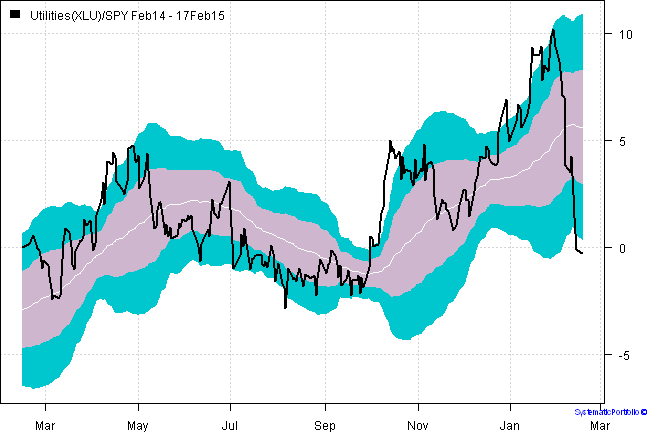 Utilities(XLU)/SPY Feb14 - 17Feb15
10
5
0
-5
SystematicPortfolio ©
Mar May Jul Sep Nov Jan Mar